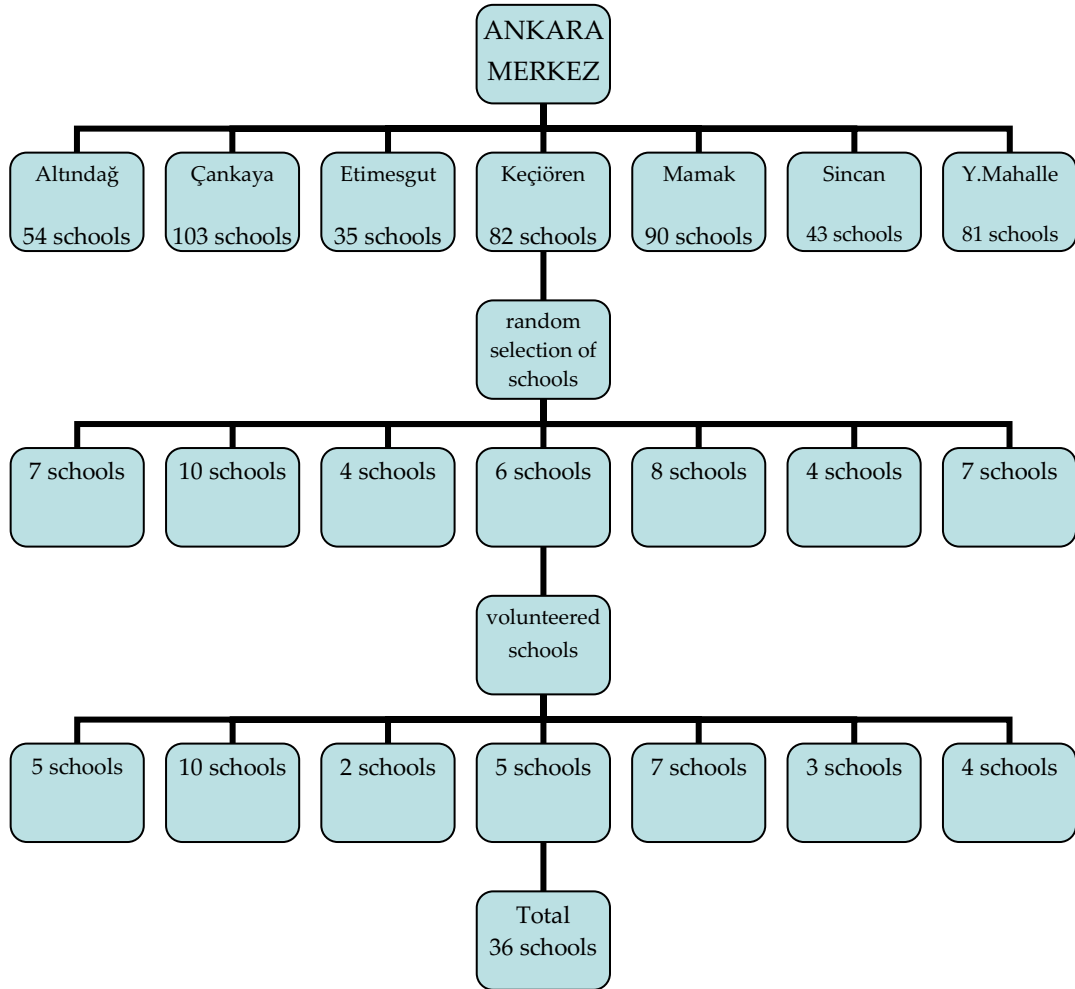 ANKARA
MERKEZ
Altındağ
54 schools
Çankaya
103 schools
Etimesgut
35 schools
Keçiören
82 schools
Mamak
90 schools
Sincan
43 schools
Y.Mahalle
81 schools
random
selection of
schools
7 schools
10 schools
4 schools
6 schools
8 schools
4 schools
7 schools
volunteered
schools
5 schools
10 schools
2 schools
5 schools
7 schools
3 schools
4 schools
Total
36 schools